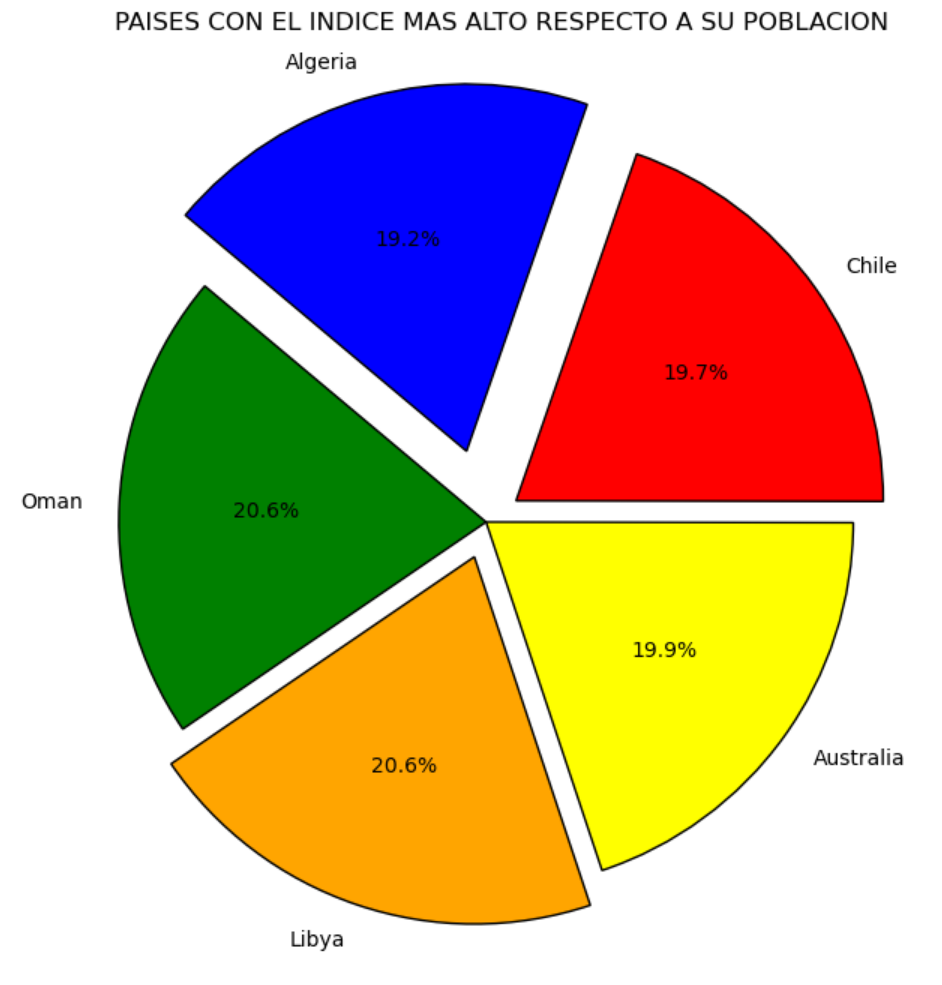 PAISES CON EL INDICE MAS ALTO RESPECTO A SU POBLACION
Algeria
19.2%
Chile
19.7%
Oman
20.6%
19.9%
Australia
20.6%
Libya